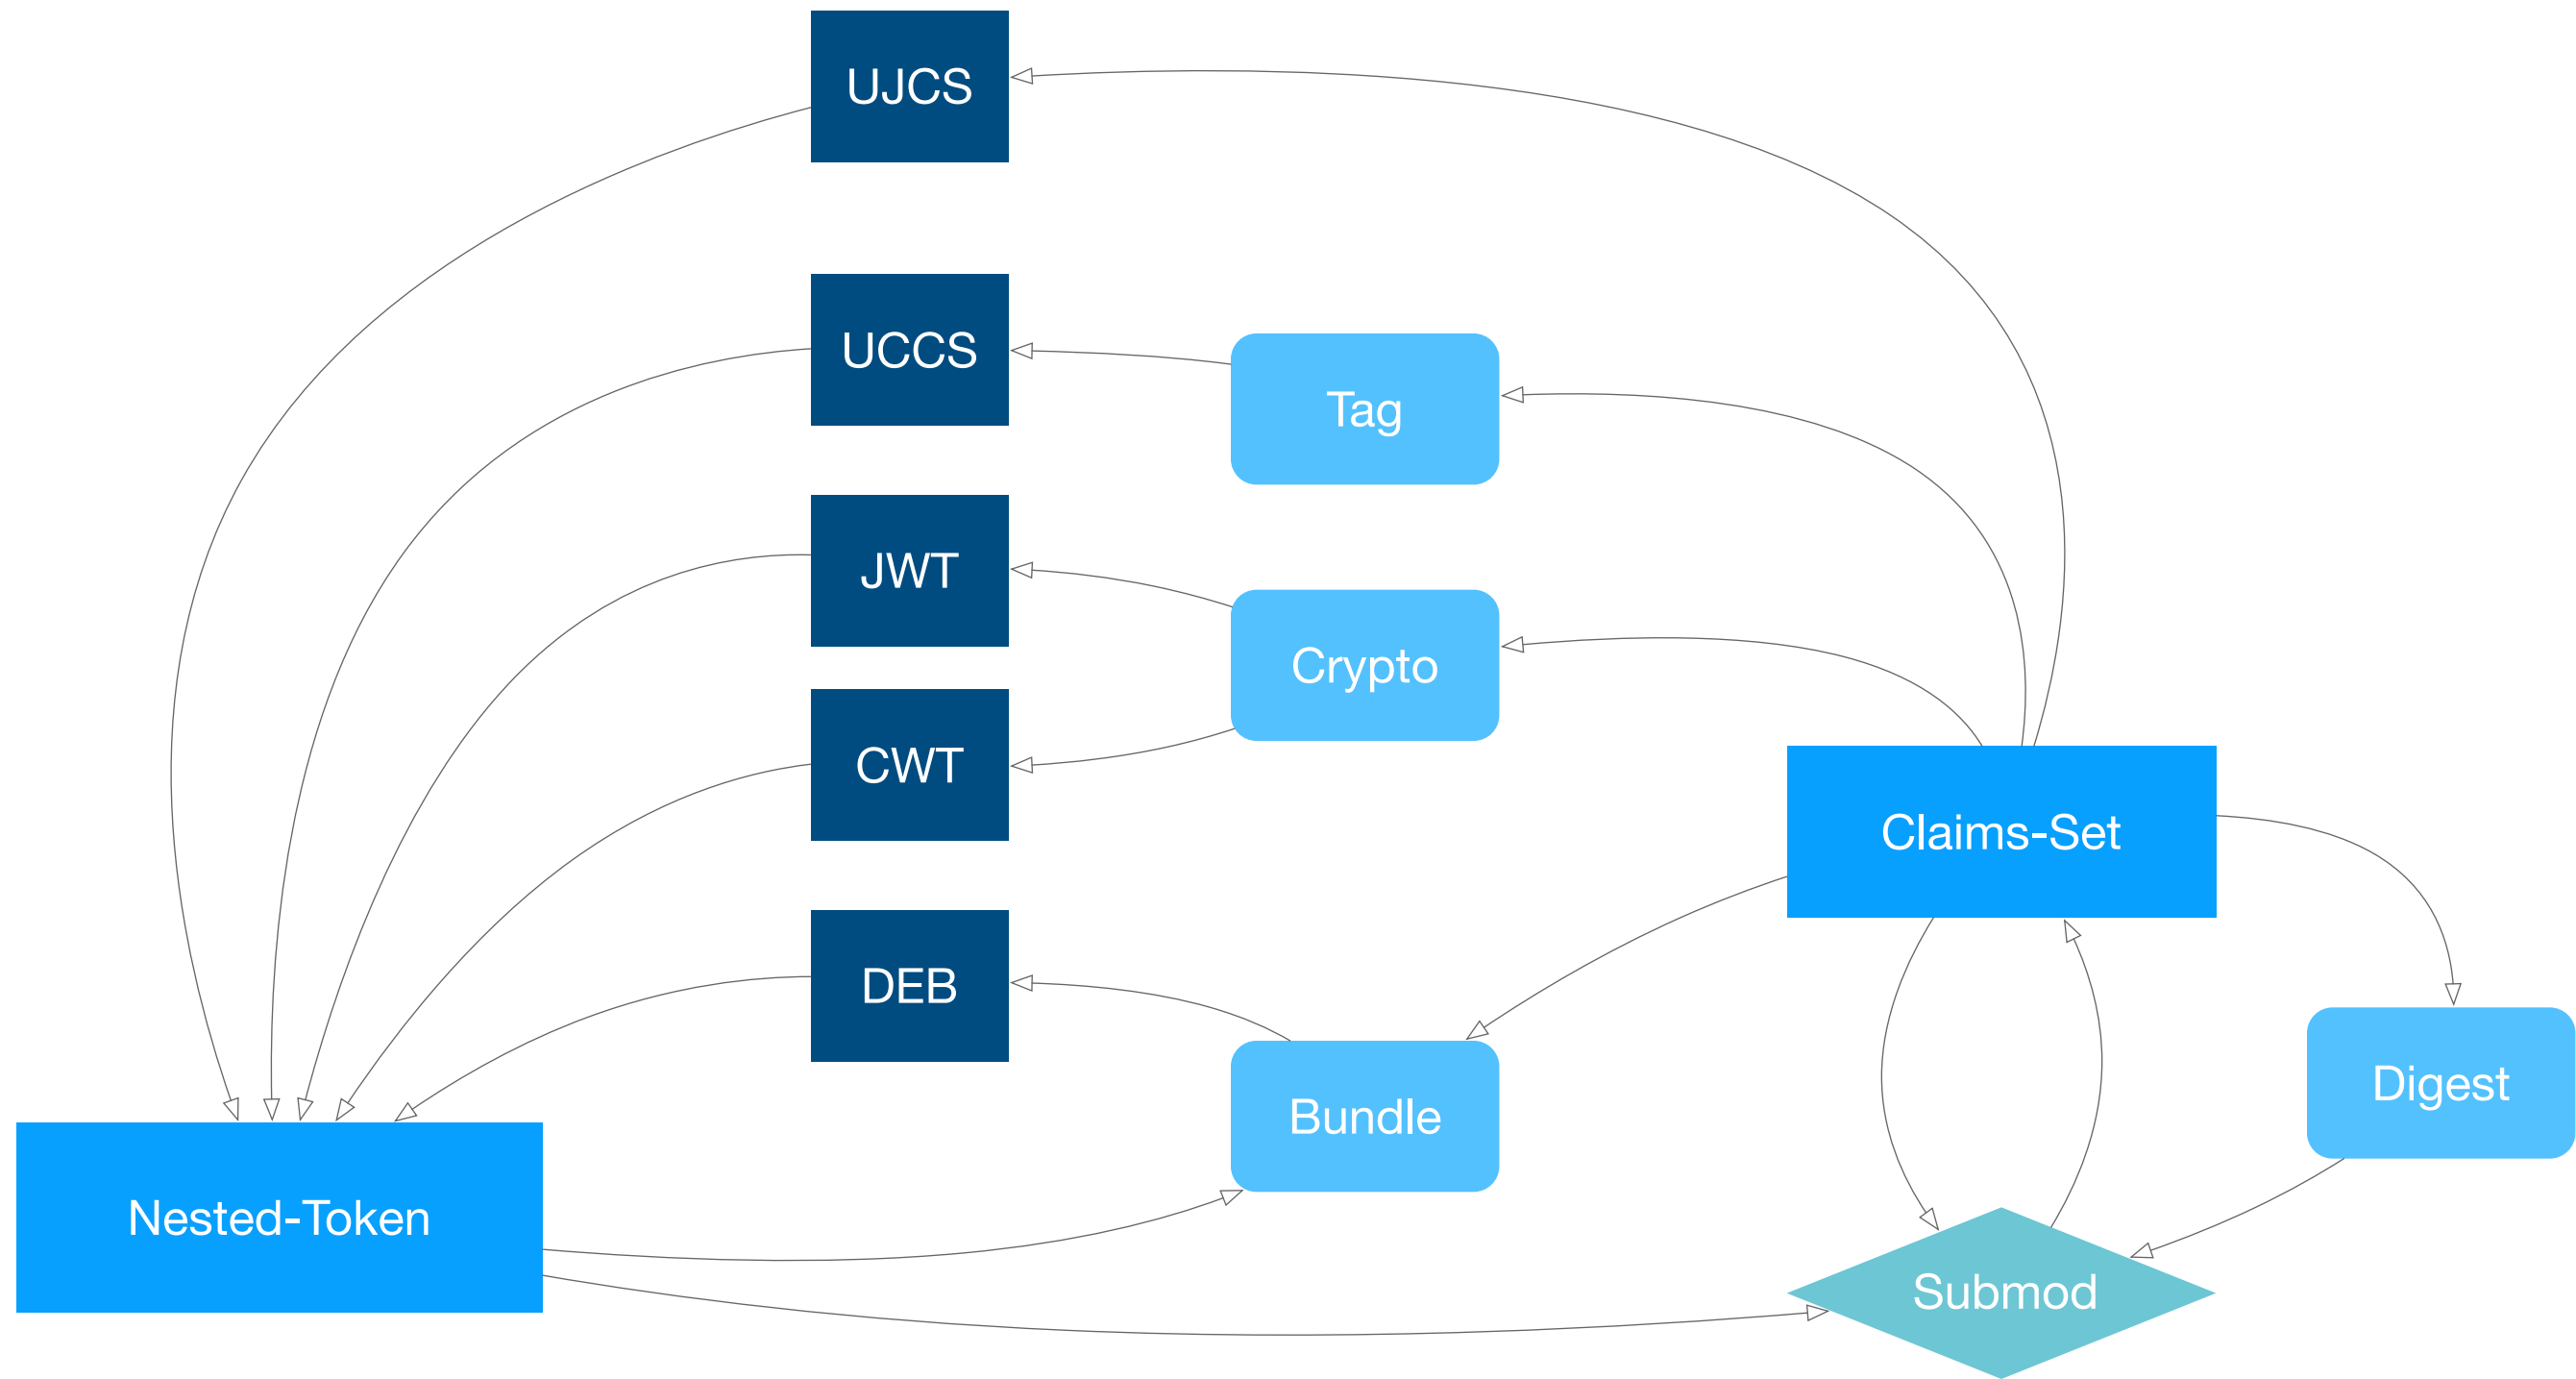 UJCS
UCCS
Tag
JWT
Crypto
CWT
Claims-Set
DEB
Digest
Bundle
Nested-Token
Submod